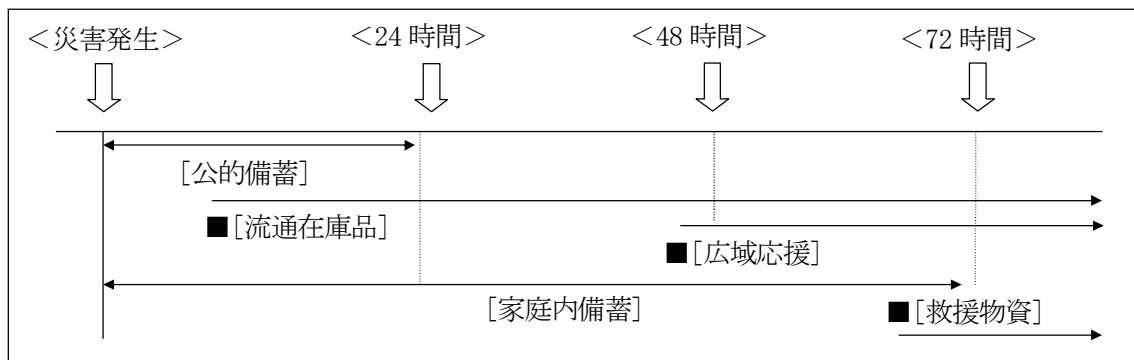 ＜災害発生＞ ＜24 時間＞ ＜48 時間＞ ＜72 時間＞
［公的備蓄］
■［流通在庫品］
■［広域応援］
［家庭内備蓄］
■［救援物資］